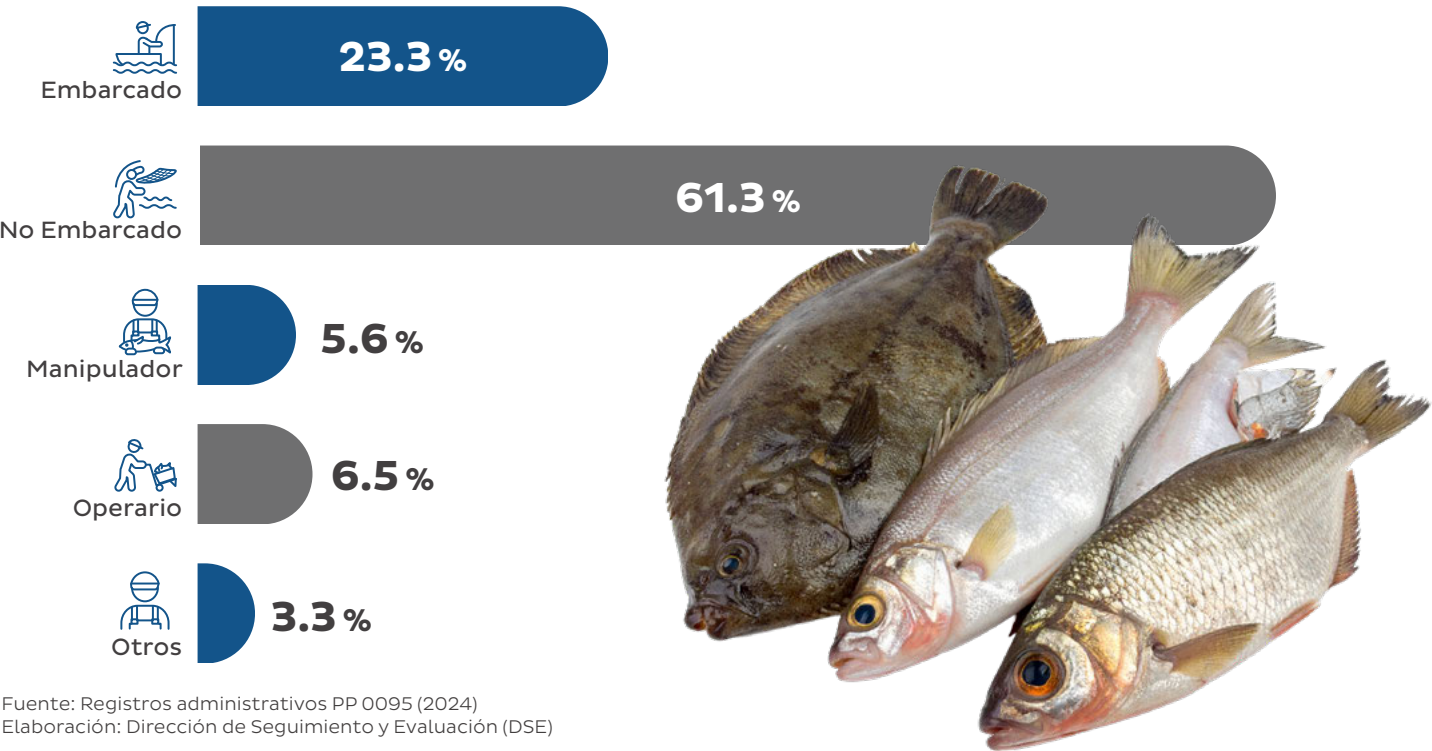 23.3 %
Embarcado
61.3 %
No Embarcado
5.6 %
Manipulador
6.5 %
Operario
3.3 %
Otros
Fuente: Registros administrativos PP 0095 (2024)
Elaboración: Dirección de Seguimiento y Evaluación (DSE)